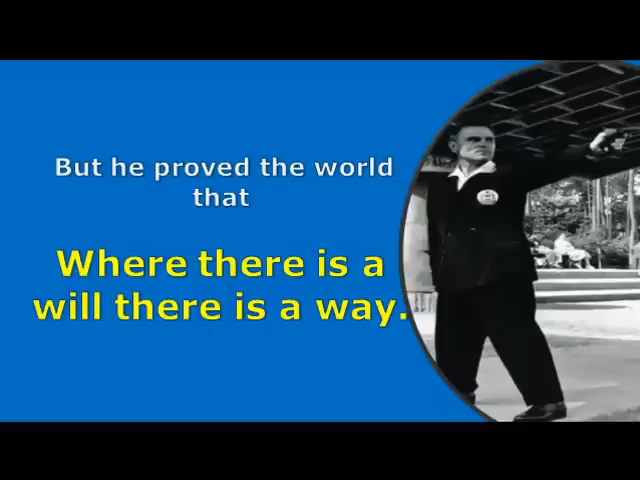 But he proved the world
that
Where there is a
will there is a way.